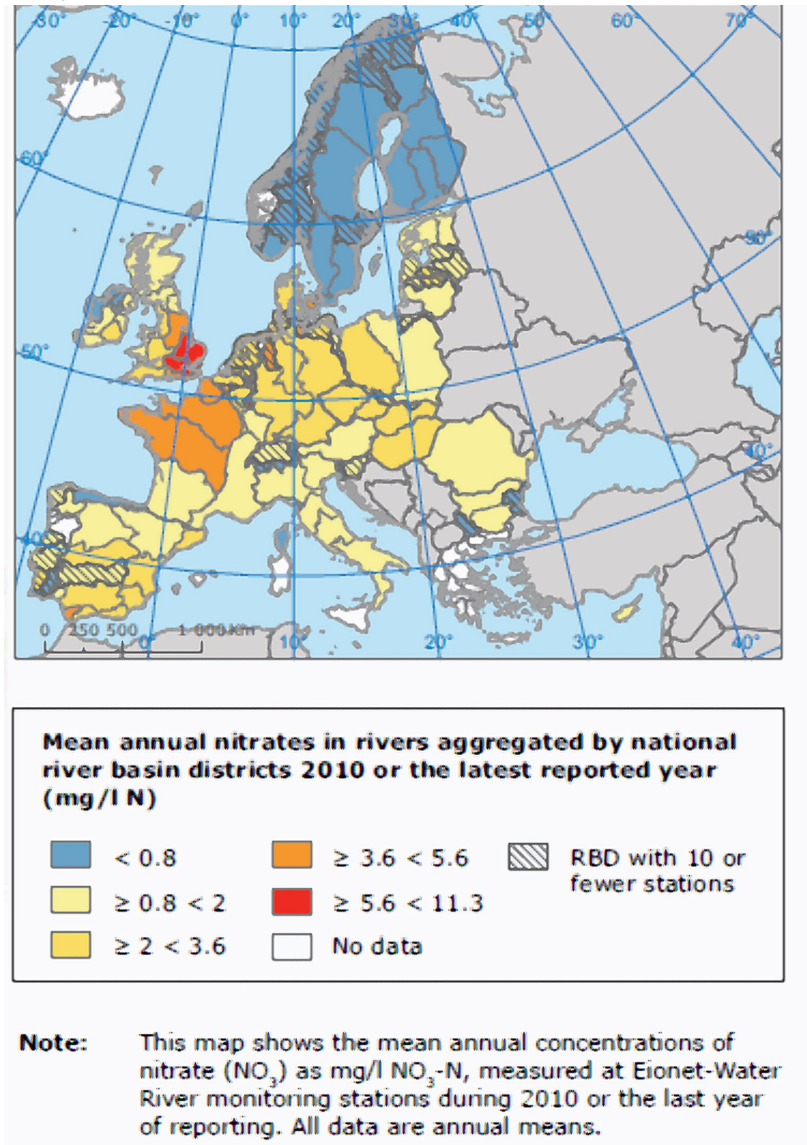 -30° -20° -10° 0° 10° 20° 30° 40° 50° 60° 70°
60°
50°
50°
40°
40°
0 250 500 1 000 Km
0° 10° 20° 30° 40°
Mean annual nitrates in rivers aggregated by national
river basin districts 2010 or the latest reported year
(mg/l N)
< 0.8
≥ 3.6 < 5.6
RBD with 10 or
fewer stations
≥ 0.8 < 2
≥ 5.6 < 11.3
≥ 2 < 3.6
No data
Note: This map shows the mean annual concentrations of
nitrate (NO₃) as mg/l NO₃-N, measured at Eionet-Water
River monitoring stations during 2010 or the last year
of reporting. All data are annual means.